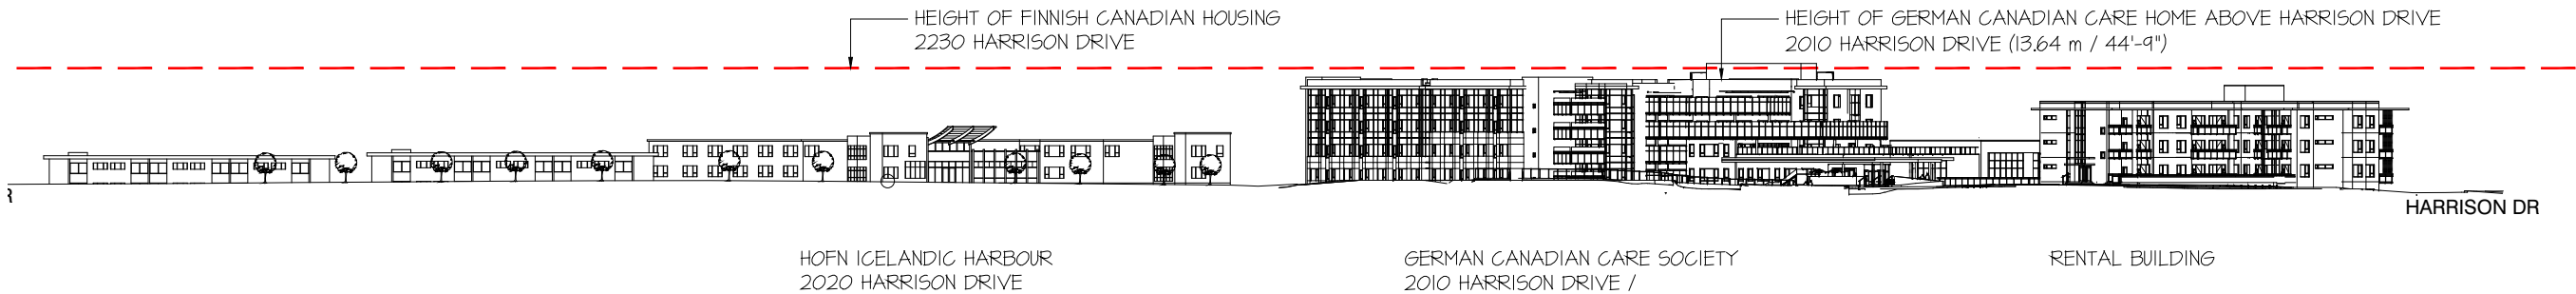 HEIGHT OF FINNISH CANADIAN HOUSING
2230 HARRISON DRIVE
HEIGHT OF GERMAN CANADIAN CARE HOME ABOVE HARRISON DRIVE
2010 HARRISON DRIVE (13.64 m / 44'-9")
HARRISON DR
HOFN ICELANDIC HARBOUR
2020 HARRISON DRIVE
GERMAN CANADIAN CARE SOCIETY
2010 HARRISON DRIVE /
RENTAL BUILDING